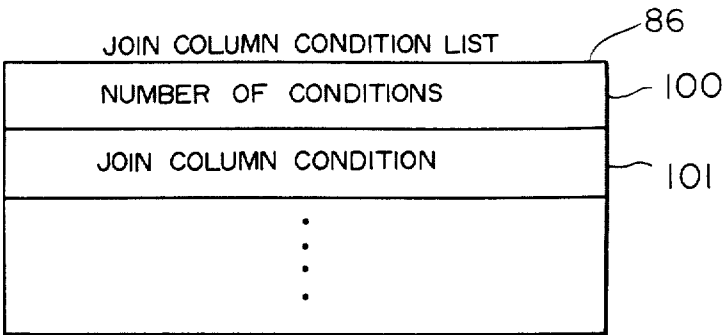 86
JOIN COLUMN CONDITION LIST
NUMBER OF CONDITIONS 100
JOIN COLUMN CONDITION 101